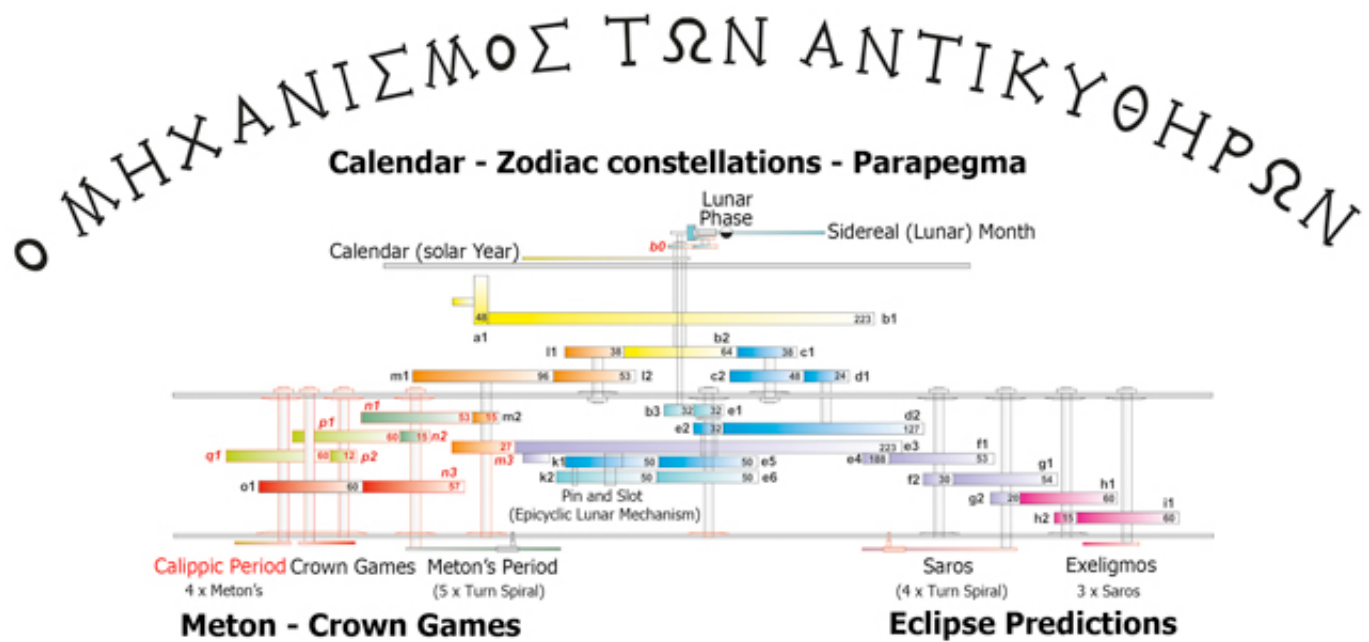 Ο ΜΗΧΑΝΙΣΜΟΣ ΤΩΝ ΑΝΤΙΚΥΘΗΡΩΝ
Calendar - Zodiac constellations - Parapegma
Lunar
Phase
Sidereal (Lunar) Month
b0
Calendar (solar Year)
48 223 b1
a1 b2
l1 38 64 38 c1
m1 96 53 l2 c2 48 24 d1
n1 53 15 m2 b3 32 32 e1
d2
p1 60 15 n2 e2 32 127
27 223 e3 f1
q1 60 12 p2 m3 k1 50 50 e5 e4 188 53
n3 k2 50 50 e6 f2 30 54 g1
o1 60 57 g2 20 60 h1
Pin and Slot
(Epicyclic Lunar Mechanism)
h2 15 60 i1
Calippic Period Crown Games Meton's Period Saros Exeligmos
4 x Meton's (5 x Turn Spiral) (4 x Turn Spiral) 3 x Saros
Meton - Crown Games Eclipse Predictions